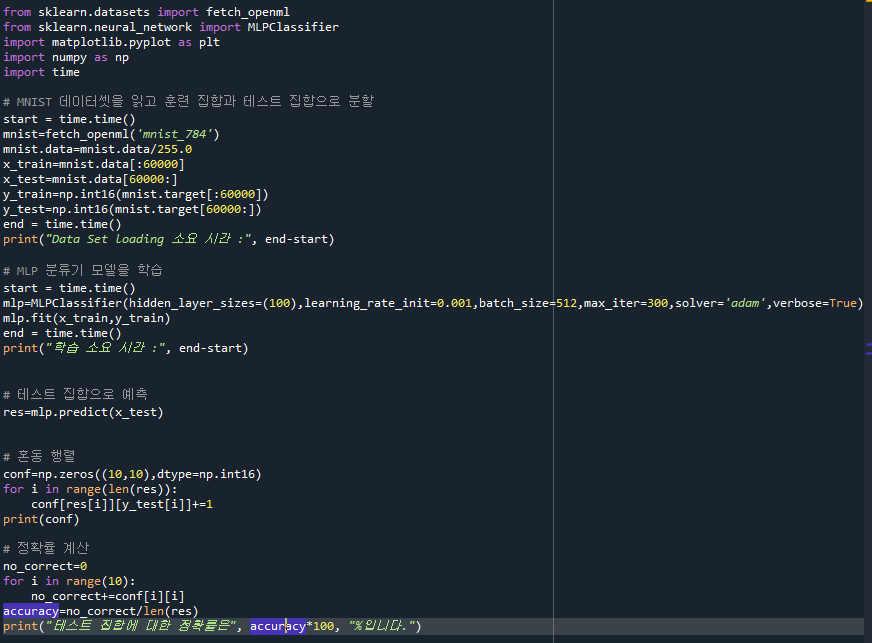 from sklearn.datasets import fetch_openml
from sklearn.neural_network import MLPClassifier
import matplotlib.pyplot as plt
import numpy as np
import time
# MNIST 데이터셋을 읽고 훈련 집합과 테스트 집합으로 분할
start = time.time()
mnist=fetch_openml('mnist_784')
mnist.data=mnist.data/255.0
x_train=mnist.data[:60000]
x_test=mnist.data[60000:]
y_train=np.int16(mnist.target[:60000])
y_test=np.int16(mnist.target[60000:])
end = time.time()
print("Data Set loading 소요 시간 :", end-start)
# MLP 분류기 모델을 학습
start = time.time()
mlp=MLPClassifier(hidden_layer_sizes=(100),learning_rate_init=0.001,batch_size=512,max_iter=300,solver='adam',verbose=True)
mlp.fit(x_train,y_train)
end = time.time()
print("학습 소요 시간 :", end-start)
# 테스트 집합으로 예측
res=mlp.predict(x_test)
# 혼동 행렬
conf=np.zeros((10,10),dtype=np.int16)
for i in range(len(res)):
    conf[res[i]][y_test[i]]+=1
print(conf)
# 정확률 계산
no_correct=0
for i in range(10):
    no_correct+=conf[i][i]
accuracy=no_correct/len(res)
print("테스트 집합에 대한 정확률은", accuracy*100, "%입니다.")